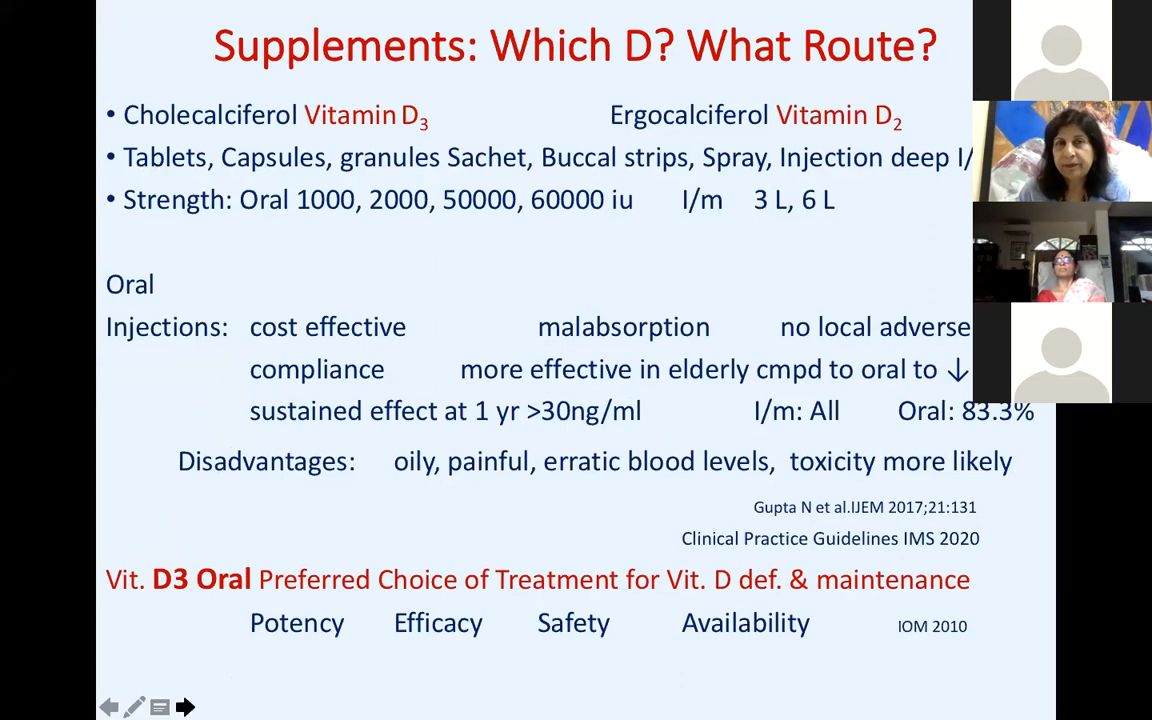 Supplements: Which D? What Route?
• Cholecalciferol Vitamin D₃ Ergocalciferol Vitamin D₂
• Tablets, Capsules, granules Sachet, Buccal strips, Spray, Injection deep I/
• Strength: Oral 1000, 2000, 50000, 60000 iu I/m 3 L, 6 L
Oral
Injections: cost effective malabsorption no local adverse
compliance more effective in elderly cmpd to oral to ↓
sustained effect at 1 yr >30ng/ml I/m: All Oral: 83.3%
Disadvantages: oily, painful, erratic blood levels, toxicity more likely
Gupta N et al.IJEM 2017;21:131
Clinical Practice Guidelines IMS 2020
Vit. D3 Oral Preferred Choice of Treatment for Vit. D def. & maintenance
Potency Efficacy Safety Availability IOM 2010